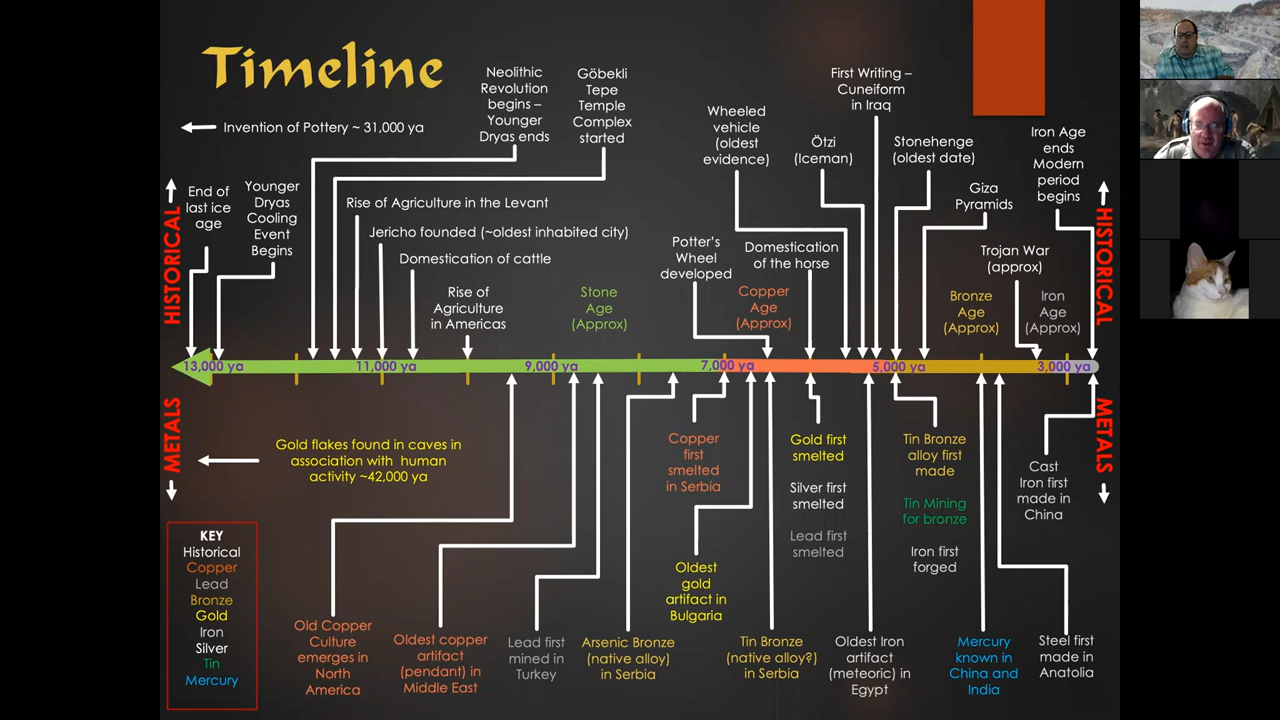 Timeline
Invention of Pottery ~ 31,000 ya
Neolithic
Revolution
begins –
Younger
Dryas ends
Göbekli
Tepe
Temple
Complex
started
Wheeled
vehicle
(oldest
evidence)
First Writing –
Cuneiform
in Iraq
Ötzi
(Iceman)
Stonehenge
(oldest date)
Iron Age
ends
Modern
period
begins
End of
last ice
age
Younger
Dryas
Cooling
Event
Begins
Rise of Agriculture in the Levant
Jericho founded (~oldest inhabited city)
Domestication of cattle
Rise of
Agriculture
in Americas
Stone
Age
(Approx)
Potter's
Wheel
developed
Domestication
of the horse
Copper
Age
(Approx)
Giza
Pyramids
Trojan War
(approx)
Bronze
Age
(Approx)
Iron
Age
(Approx)
HISTORICAL
HISTORICAL
13,000 ya
11,000 ya
9,000 ya
7,000 ya
5,000 ya
3,000 ya
METALS
METALS
Gold flakes found in caves in
association with human
activity ~42,000 ya
Copper
first
smelted
in Serbia
Gold first
smelted
Silver first
smelted
Lead first
smelted
Tin Bronze
alloy first
made
Tin Mining
for bronze
Iron first
forged
Cast
Iron first
made in
China
KEY
Historical
Copper
Lead
Bronze
Gold
Iron
Silver
Tin
Mercury
Old Copper
Culture
emerges in
North
America
Oldest copper
artifact
(pendant) in
Middle East
Lead first
mined in
Turkey
Arsenic Bronze
(native alloy)
in Serbia
Oldest
gold
artifact in
Bulgaria
Tin Bronze
(native alloy?)
in Serbia
Oldest Iron
artifact
(meteoric) in
Egypt
Mercury
known in
China and
India
Steel first
made in
Anatolia